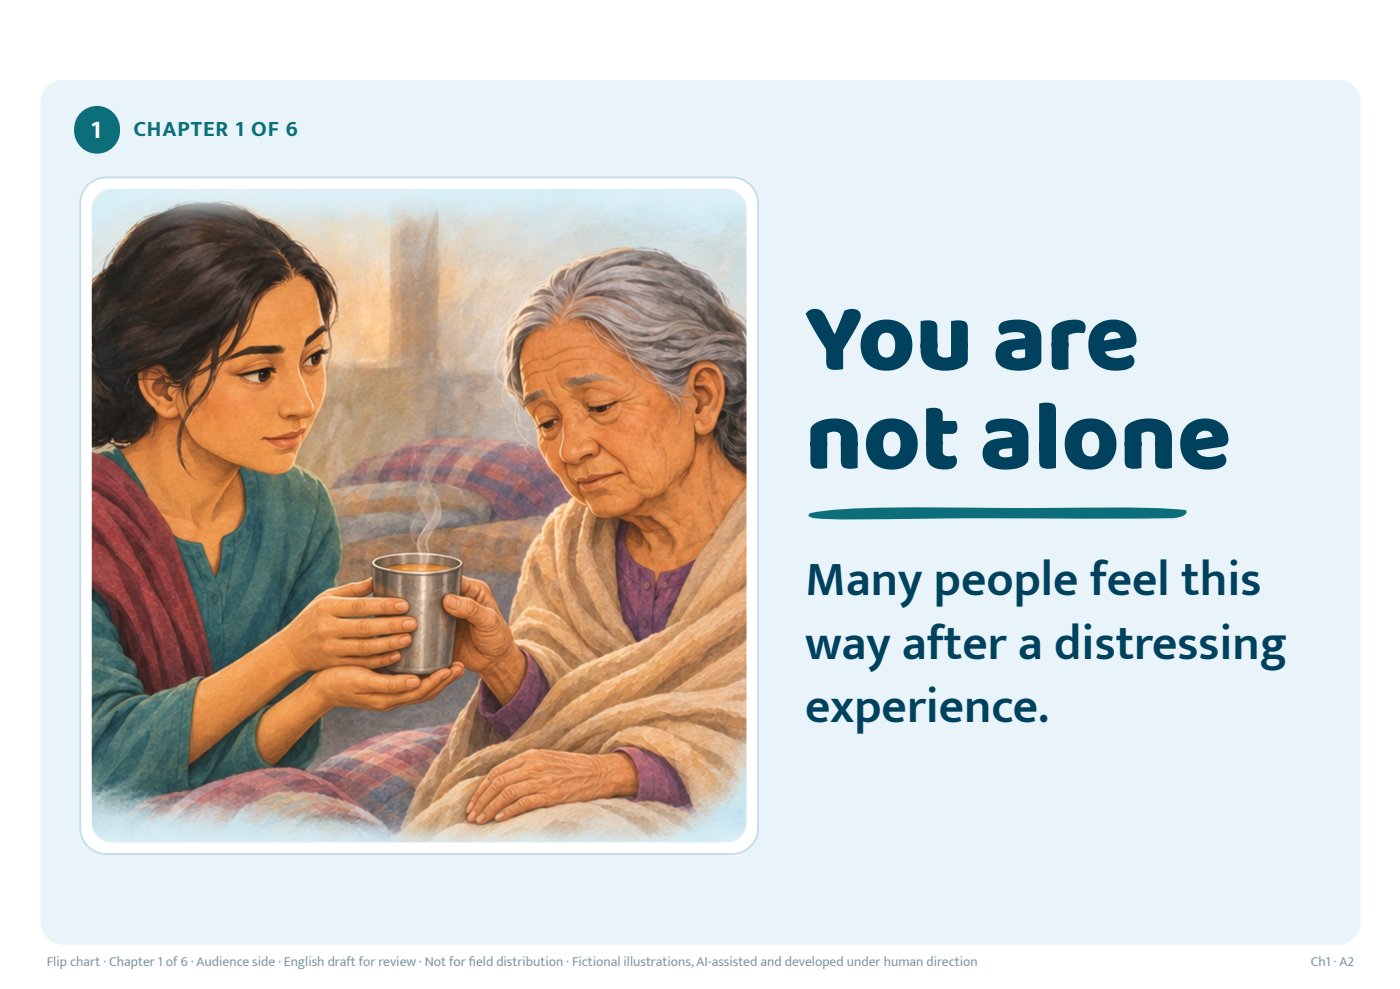 1 CHAPTER 1 OF 6
You are
not alone
Many people feel this
way after a distressing
experience.
Flip chart · Chapter 1 of 6 · Audience side · English draft for review · Not for field distribution · Fictional illustrations, AI-assisted and developed under human direction
Ch1 · A2